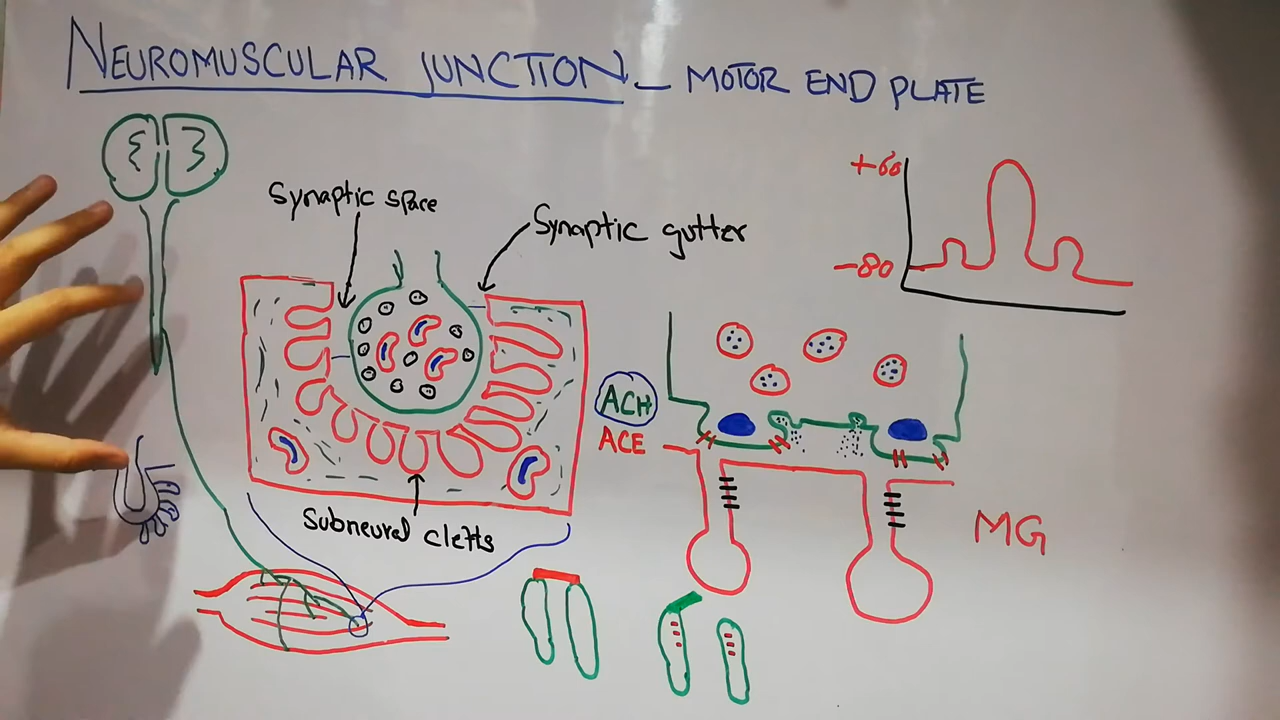 NEUROMUSCULAR JUNCTION - MOTOR END PLATE
Synaptic space
Synaptic gutter
+60
-80
ACH
ACE
Subneural clefts
MG